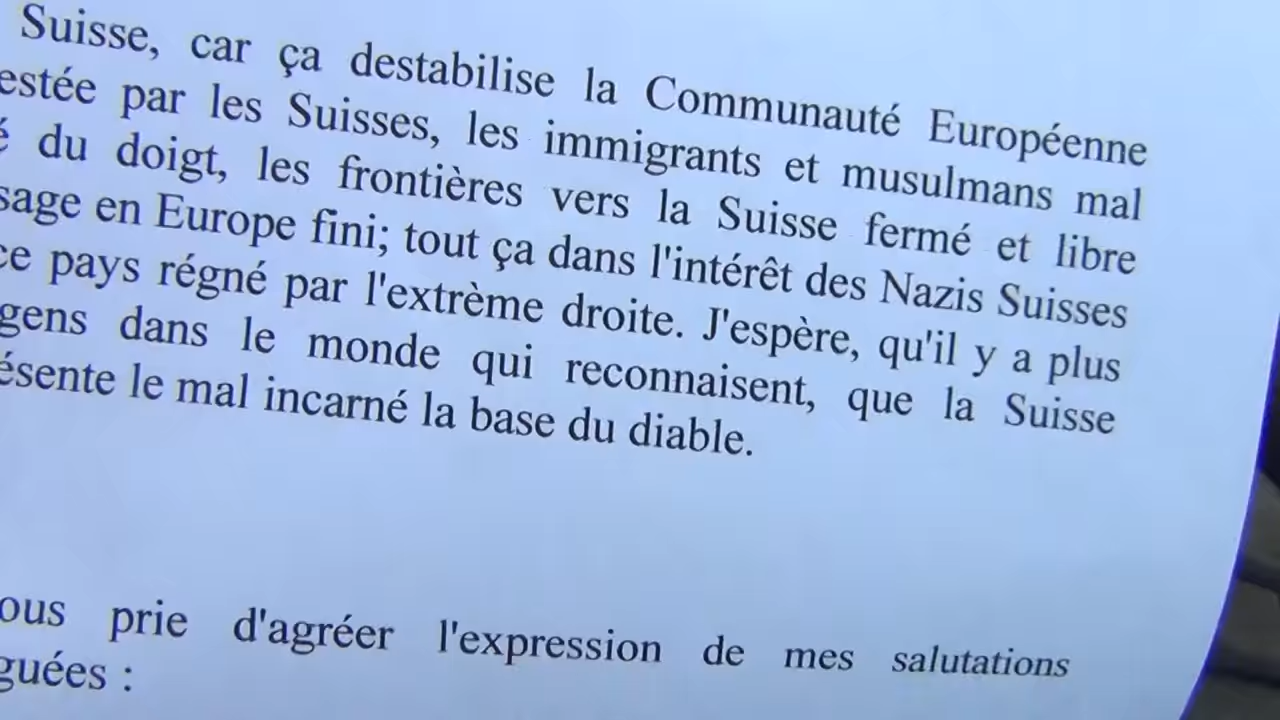 Suisse, car ça destabilise la Communauté Européenne
estée par les Suisses, les immigrants et musulmans mal
é du doigt, les frontières vers la Suisse fermé et libre
sage en Europe fini; tout ça dans l'intérêt des Nazis Suisses
ce pays régné par l'extrème droite. J'espère, qu'il y a plus
gens dans le monde qui reconnaisent, que la Suisse
ésente le mal incarné la base du diable.
ous prie d'agréer l'expression de mes salutations
guées :